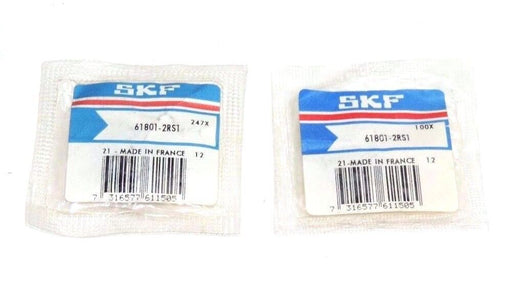 SKF
247X
61801-2RS1
21 - MADE IN FRANCE 12
7 316577 611505
SKF
100X
61801-2RS1
21 - MADE IN FRANCE 12
7 316577 611505